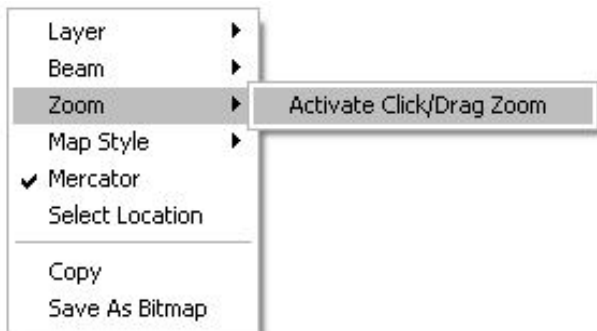 Layer
Beam
Zoom
Activate Click/Drag Zoom
Map Style
Mercator
Select Location
Copy
Save As Bitmap